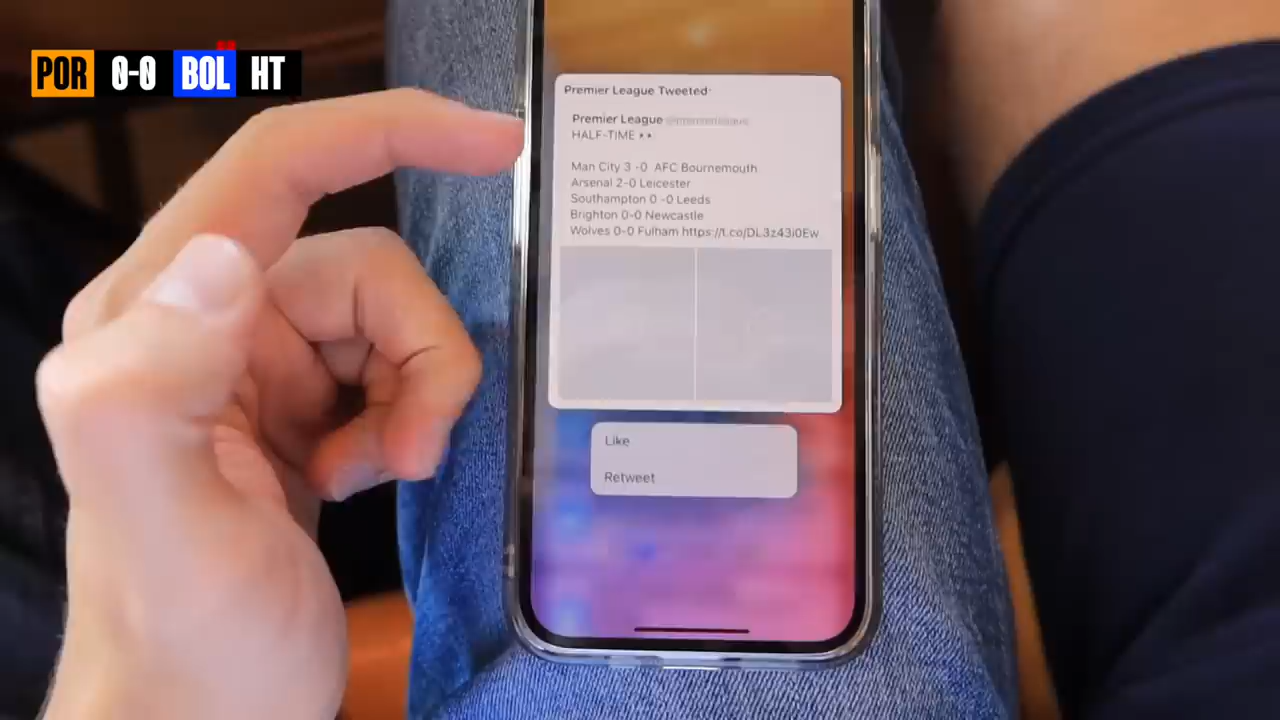 POR 0-0 BOL HT
Premier League Tweeted:
Premier League @premierleague
HALF-TIME
Man City 3 -0 AFC Bournemouth
Arsenal 2-0 Leicester
Southampton 0 -0 Leeds
Brighton 0-0 Newcastle
Wolves 0-0 Fulham https://t.co/DL3z43i0Ew
Like
Retweet